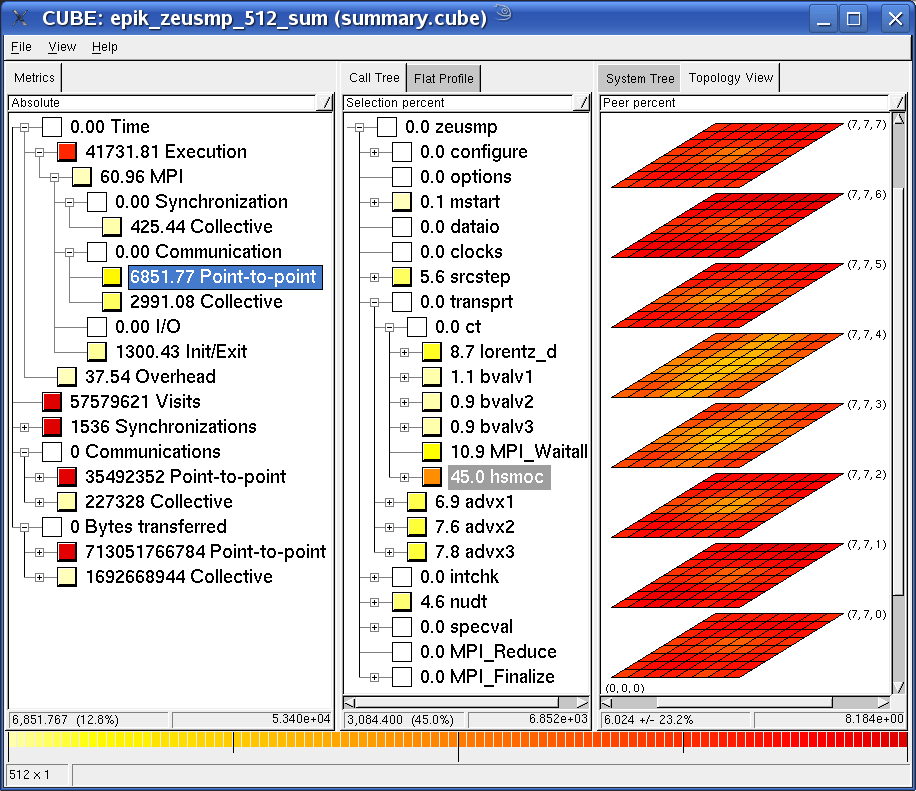 CUBE: epik_zeusmp_512_sum (summary.cube)
File View Help
Metrics
Absolute
0.00 Time
41731.81 Execution
60.96 MPI
0.00 Synchronization
425.44 Collective
0.00 Communication
6851.77 Point-to-point
2991.08 Collective
0.00 I/O
1300.43 Init/Exit
37.54 Overhead
57579621 Visits
1536 Synchronizations
0 Communications
35492352 Point-to-point
227328 Collective
0 Bytes transferred
713051766784 Point-to-point
1692668944 Collective
6,851.767 (12.8%) 5.340e+04
Call Tree Flat Profile
Selection percent
0.0 zeusmp
0.0 configure
0.0 options
0.1 mstart
0.0 dataio
0.0 clocks
5.6 srcstep
0.0 transprt
0.0 ct
8.7 lorentz_d
1.1 bvalv1
0.9 bvalv2
0.9 bvalv3
10.9 MPI_Waitall
45.0 hsmoc
6.9 advx1
7.6 advx2
7.8 advx3
0.0 intchk
4.6 nudt
0.0 specval
0.0 MPI_Reduce
0.0 MPI_Finalize
3,084.400 (45.0%) 6.852e+03
System Tree Topology View
Peer percent
(7, 7, 7)
(7, 7, 6)
(7, 7, 5)
(7, 7, 4)
(7, 7, 3)
(7, 7, 2)
(7, 7, 1)
(7, 7, 0)
(0, 0, 0)
6.024 +/- 23.2% 8.184e+00
512 x 1